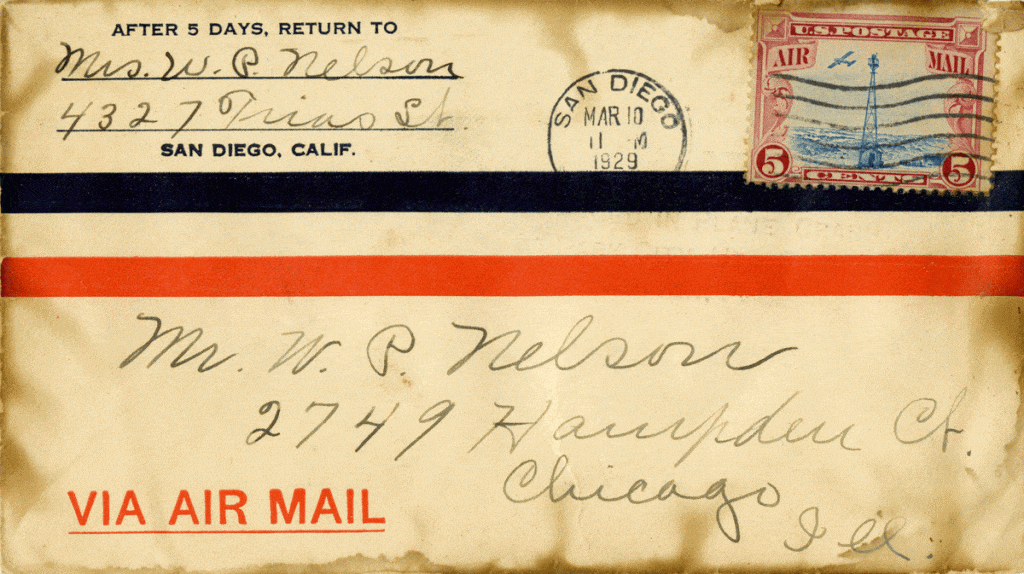 AFTER 5 DAYS, RETURN TO
Mrs. W. P. Nelson
4327 Trias St.
SAN DIEGO, CALIF.
SAN DIEGO
MAR 10
11 M
1929
U.S. POSTAGE
AIR MAIL
5 CENTS 5
Mr. W. P. Nelson
2749 Hampden Ct.
Chicago
Ill.
VIA AIR MAIL